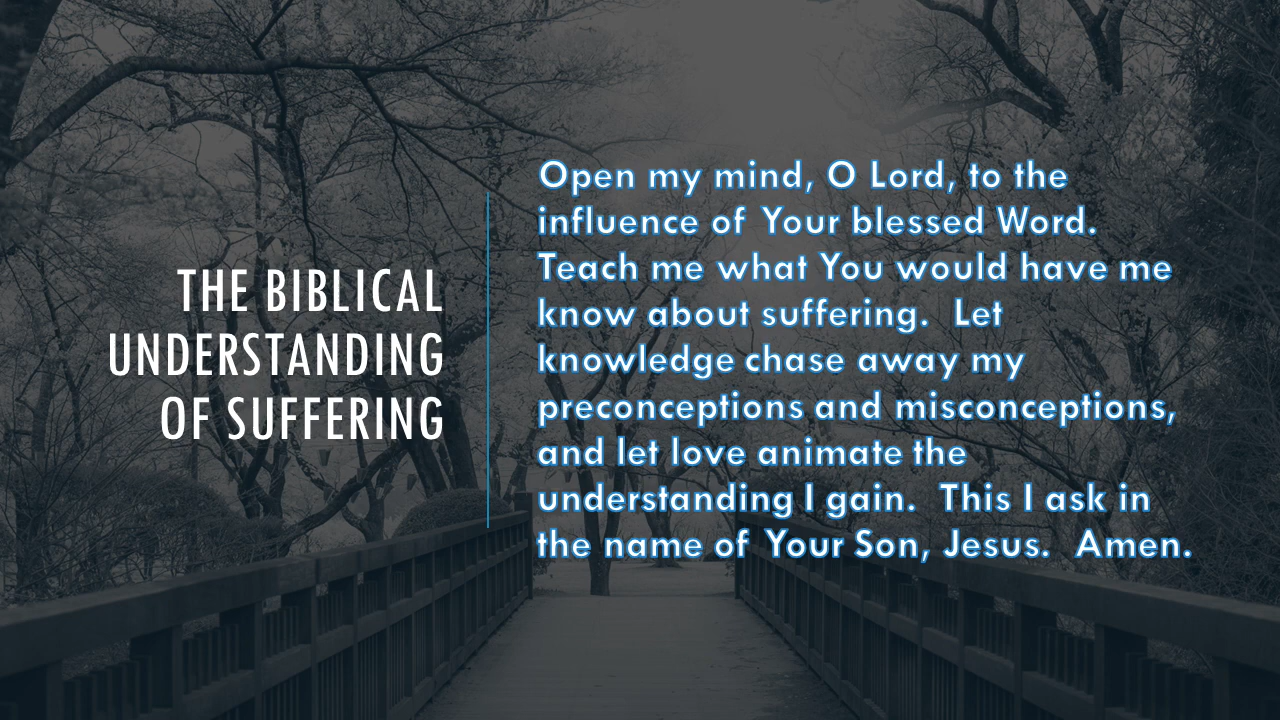 THE BIBLICAL
UNDERSTANDING
OF SUFFERING
Open my mind, O Lord, to the
influence of Your blessed Word.
Teach me what You would have me
know about suffering.  Let
knowledge chase away my
preconceptions and misconceptions,
and let love animate the
understanding I gain.  This I ask in
the name of Your Son, Jesus.  Amen.